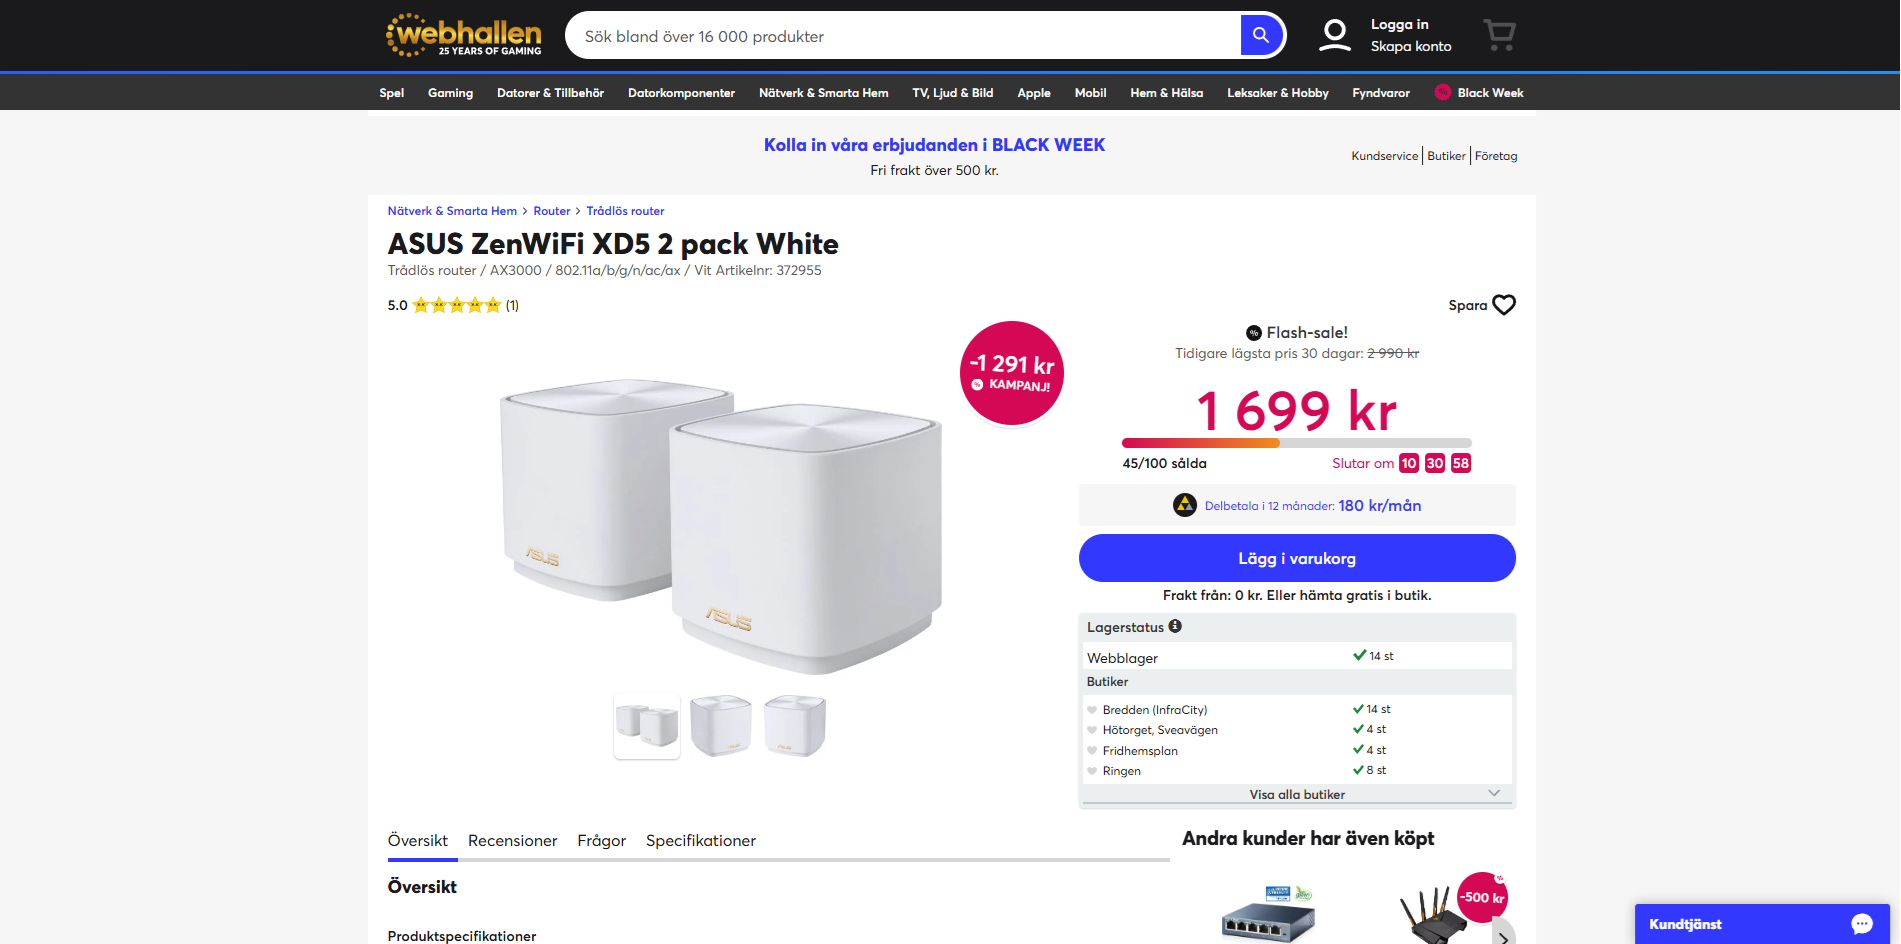 webhallen
25 YEARS OF GAMING
Sök bland över 16 000 produkter
Logga in
Skapa konto
Spel Gaming Datorer & Tillbehör Datorkomponenter Nätverk & Smarta Hem TV, Ljud & Bild Apple Mobil Hem & Hälsa Leksaker & Hobby Fyndvaror % Black Week
Kolla in våra erbjudanden i BLACK WEEK
Fri frakt över 500 kr.
Kundservice | Butiker | Företag
Nätverk & Smarta Hem > Router > Trådlös router
ASUS ZenWiFi XD5 2 pack White
Trådlös router / AX3000 / 802.11a/b/g/n/ac/ax / Vit Artikelnr: 372955
5.0 (1)
Spara
-1 291 kr
% KAMPANJ!
ASUS
ASUS
% Flash-sale!
Tidigare lägsta pris 30 dagar: 2 990 kr
1 699 kr
45/100 sålda
Slutar om 10 30 58
Delbetala i 12 månader: 180 kr/mån
Lägg i varukorg
Frakt från: 0 kr. Eller hämta gratis i butik.
Lagerstatus
Webblager 14 st
Butiker
Bredden (InfraCity) 14 st
Hötorget, Sveavägen 4 st
Fridhemsplan 4 st
Ringen 8 st
Visa alla butiker
Översikt Recensioner Frågor Specifikationer
Översikt
Produktspecifikationer
Andra kunder har även köpt
-500 kr
Kundtjänst